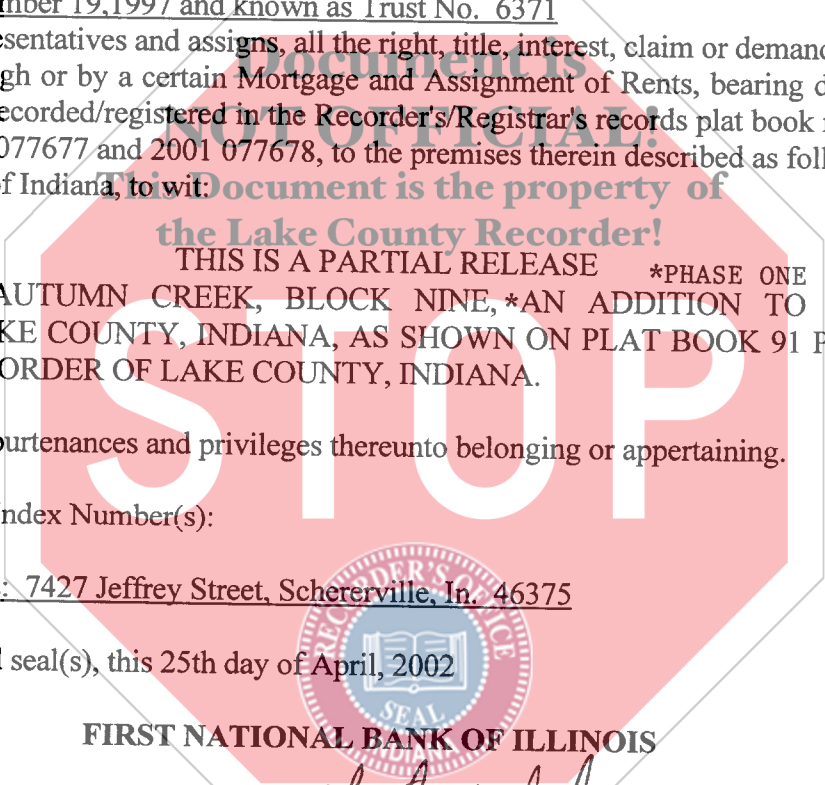 mber 19,1997 and known as Trust No. 6371
esentatives and assigns, all the right, title, interest, claim or demand
gh or by a certain Mortgage and Assignment of Rents, bearing d
ecorded/registered in the Recorder's/Registrar's records plat book
077677 and 2001 077678, to the premises therein described as foll
of Indiana, to wit:
Document is
NOT OFFICIAL!
This Document is the property of
the Lake County Recorder!
THIS IS A PARTIAL RELEASE *PHASE ONE
AUTUMN CREEK, BLOCK NINE,*AN ADDITION TO
KE COUNTY, INDIANA, AS SHOWN ON PLAT BOOK 91 P
ORDER OF LAKE COUNTY, INDIANA.
STOP
purtenances and privileges thereunto belonging or appertaining.
Index Number(s):
: 7427 Jeffrey Street, Schererville, In. 46375
l seal(s), this 25th day of April, 2002
RECORDER'S OFFICE
SEAL
INDIANA
FIRST NATIONAL BANK OF ILLINOIS